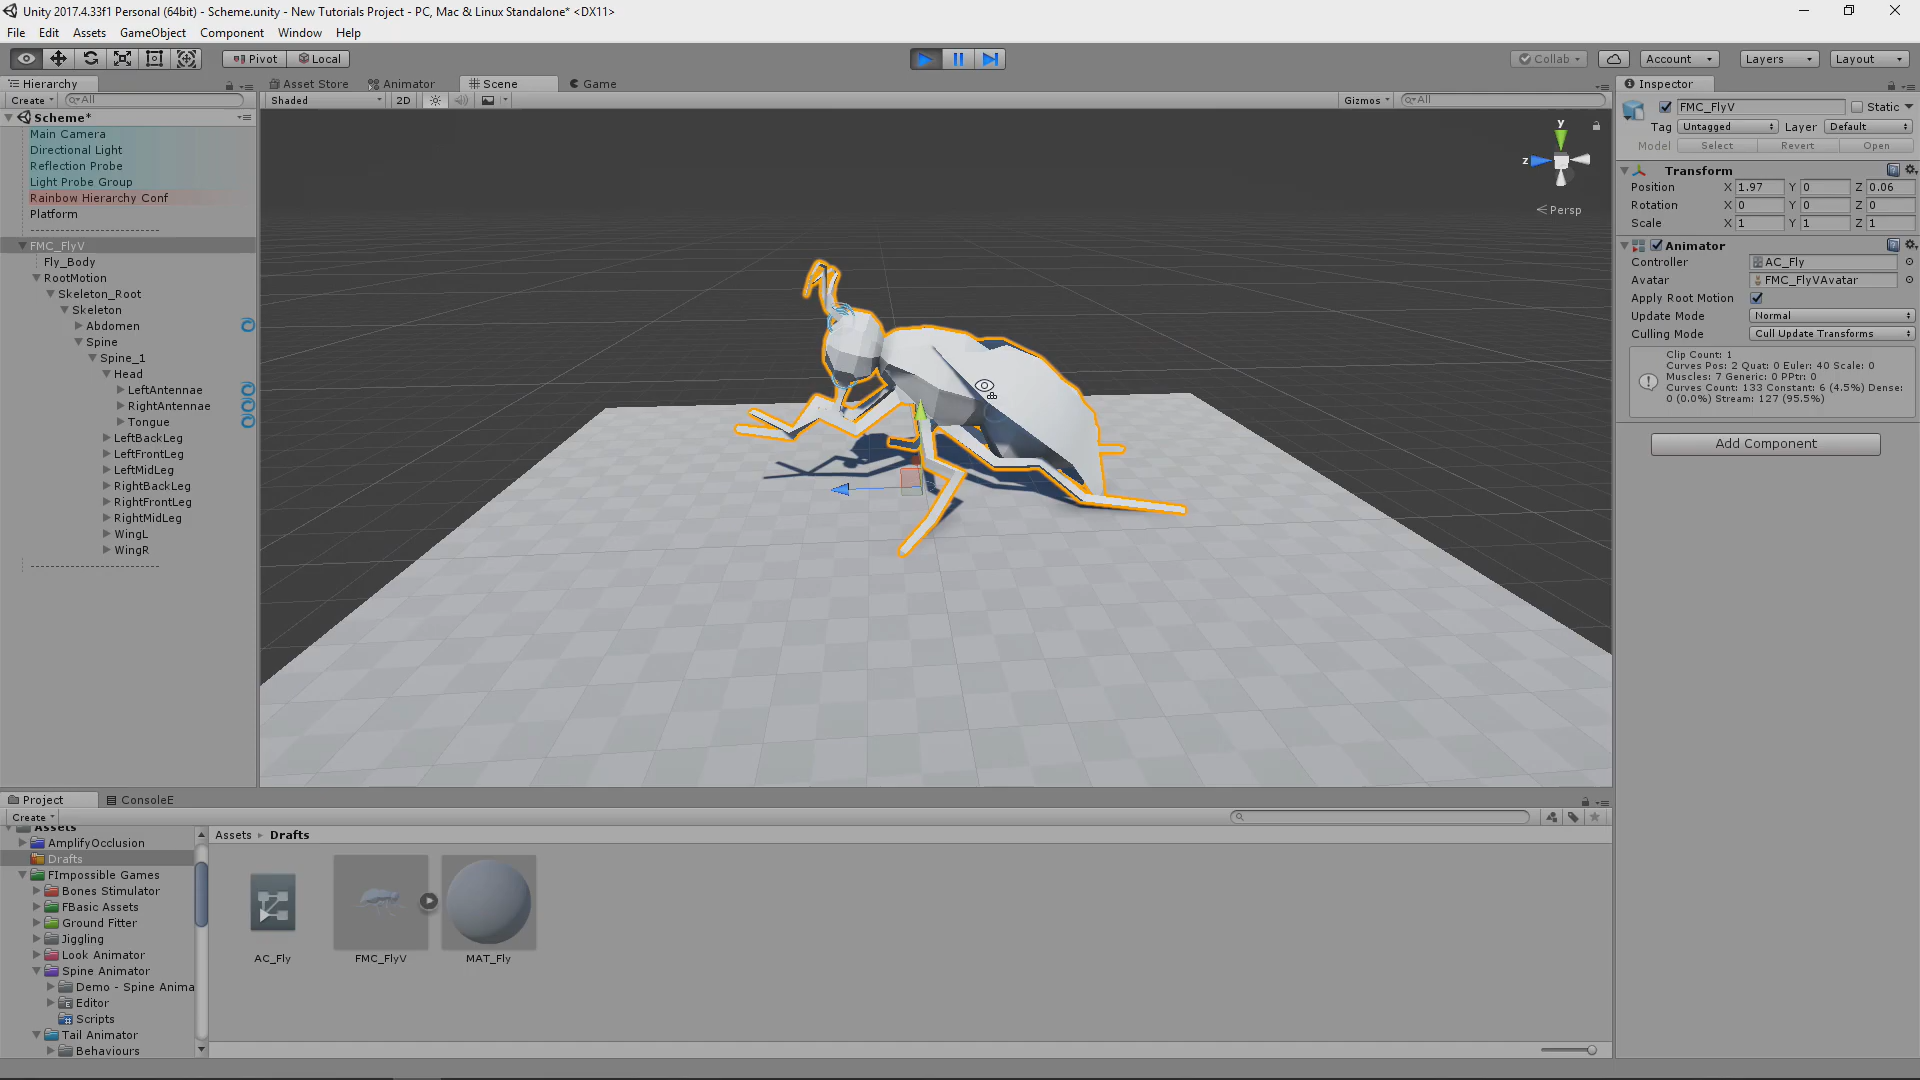 Unity 2017.4.33f1 Personal (64bit) - Scheme.unity - New Tutorials Project - PC, Mac & Linux Standalone* <DX11>
File Edit Assets GameObject Component Window Help
Pivot Local Collab Account Layers Layout
Hierarchy Asset Store Animator Scene Game Inspector
Create All Shaded 2D Gizmos All
Scheme*
Main Camera
Directional Light
Reflection Probe
Light Probe Group
Rainbow Hierarchy Conf
Platform
------------------------
FMC_FlyV
Fly_Body
RootMotion
Skeleton_Root
Skeleton
Abdomen
Spine
Spine_1
Head
LeftAntennae
RightAntennae
Tongue
LeftBackLeg
LeftFrontLeg
LeftMidLeg
RightBackLeg
RightFrontLeg
RightMidLeg
WingL
WingR
------------------------
y
z
Persp
FMC_FlyV Static
Tag Untagged Layer Default
Model Select Revert Open
Transform
Position X 1.97 Y 0 Z 0.06
Rotation X 0 Y 0 Z 0
Scale X 1 Y 1 Z 1
Animator
Controller AC_Fly
Avatar FMC_FlyVAvatar
Apply Root Motion
Update Mode Normal
Culling Mode Cull Update Transforms
Clip Count: 1
Curves Pos: 2 Quat: 0 Euler: 40 Scale: 0
Muscles: 7 Generic: 0 PPtr: 0
Curves Count: 133 Constant: 6 (4.5%) Dense:
0 (0.0%) Stream: 127 (95.5%)
Add Component
Project ConsoleE
Create
Assets
AmplifyOcclusion
Drafts
FImpossible Games
Bones Stimulator
FBasic Assets
Ground Fitter
Jiggling
Look Animator
Spine Animator
Demo - Spine Anima
Editor
Scripts
Tail Animator
Behaviours
Assets Drafts
AC_Fly FMC_FlyV MAT_Fly